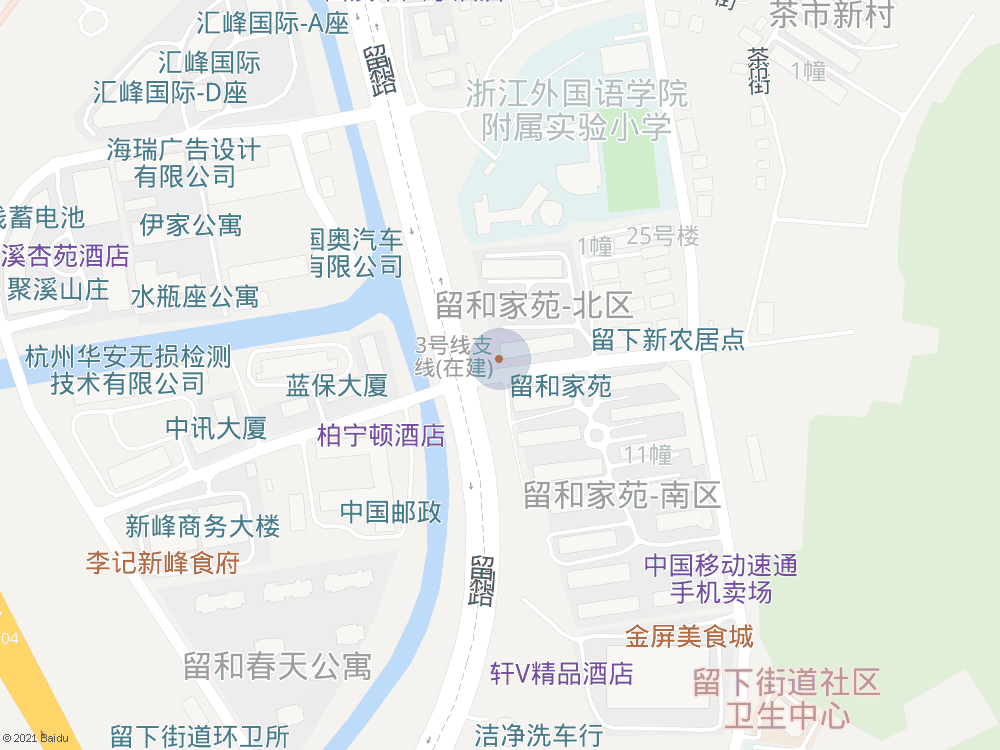 汇峰国际-A座
茶市新村
留和路
汇峰国际
茶市街
1幢
汇峰国际-D座
浙江外国语学院
附属实验小学
海瑞广告设计
有限公司
蓄电池
伊家公寓
国奥汽车
有限公司
1幢
25号楼
溪杏苑酒店
聚溪山庄
水瓶座公寓
留和家苑-北区
3号线支
线(在建)
留下新农居点
杭州华安无损检测
技术有限公司
蓝保大厦
留和家苑
中讯大厦
柏宁顿酒店
11幢
留和家苑-南区
中国邮政
新峰商务大楼
李记新峰食府
留和路
中国移动速通
手机卖场
04
金屏美食城
留和春天公寓
轩V精品酒店
留下街道社区
卫生中心
留下街道环卫所
洁净洗车行
© 2021 Baidu